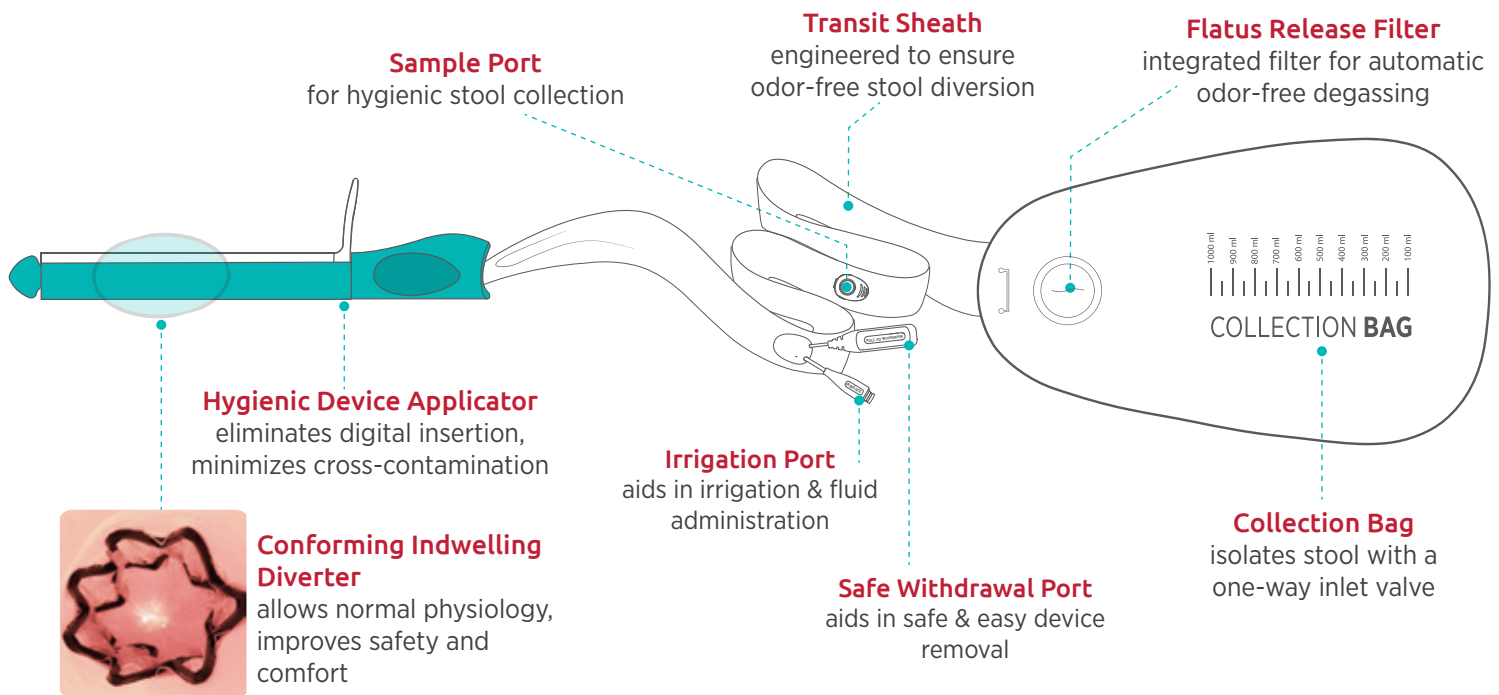 Sample Port
for hygienic stool collection
Transit Sheath
engineered to ensure
odor-free stool diversion
Flatus Release Filter
integrated filter for automatic
odor-free degassing
1000 ml
900 ml
800 ml
700 ml
600 ml
500 ml
400 ml
300 ml
200 ml
100 ml
COLLECTION BAG
PULL to WITHDRAW
Hygienic Device Applicator
eliminates digital insertion,
minimizes cross-contamination
Irrigation Port
aids in irrigation & fluid
administration
Conforming Indwelling
Diverter
allows normal physiology,
improves safety and
comfort
Safe Withdrawal Port
aids in safe & easy device
removal
Collection Bag
isolates stool with a
one-way inlet valve